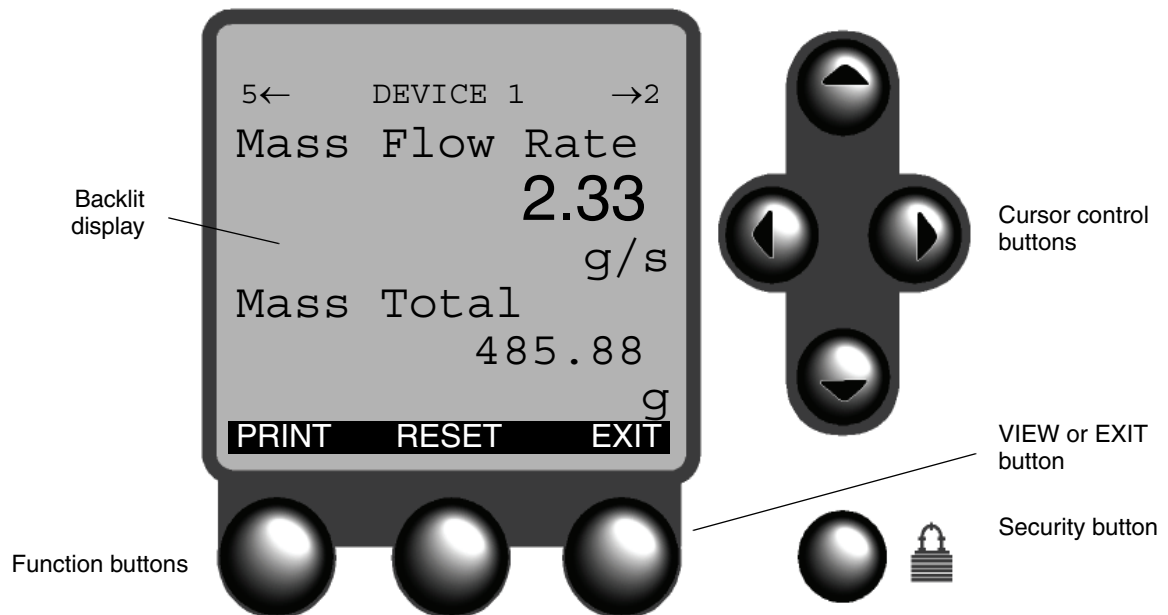 5← DEVICE 1 →2
Mass Flow Rate
2.33
g/s
Mass Total
485.88
g
PRINT RESET EXIT
Backlit
display
Function buttons
Cursor control
buttons
VIEW or EXIT
button
Security button